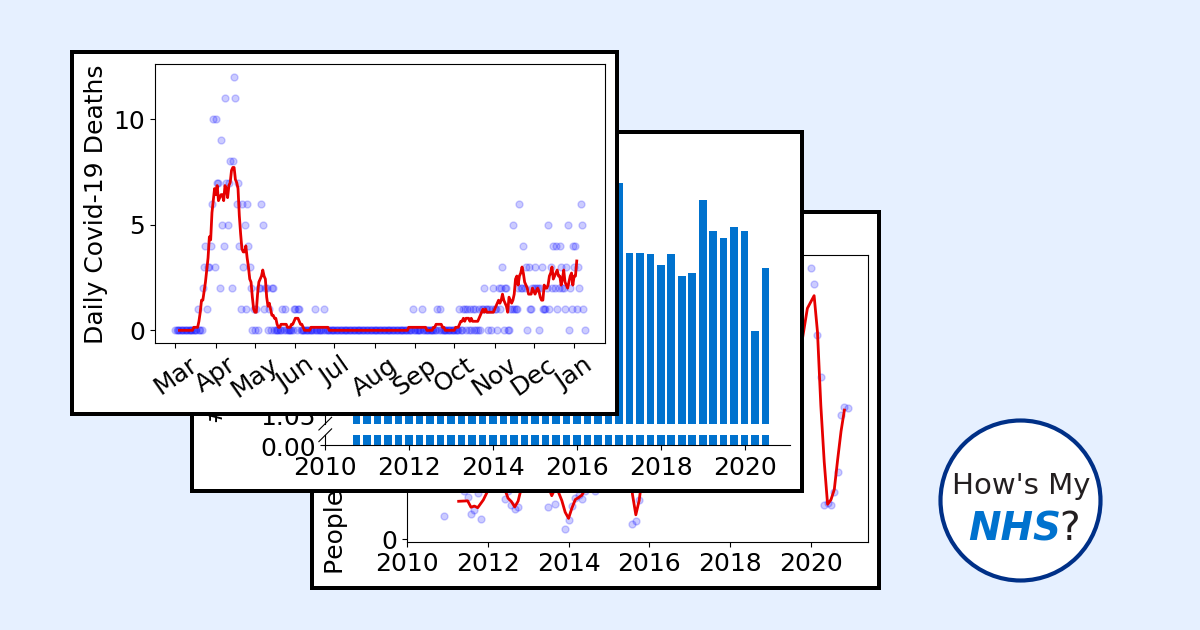 Daily Covid-19 Deaths
10
5
0
Mar Apr May Jun Jul Aug Sep Oct Nov Dec Jan
1.05
0.00
2010 2012 2014 2016 2018 2020
People
0
2010 2012 2014 2016 2018 2020
How's My
NHS?